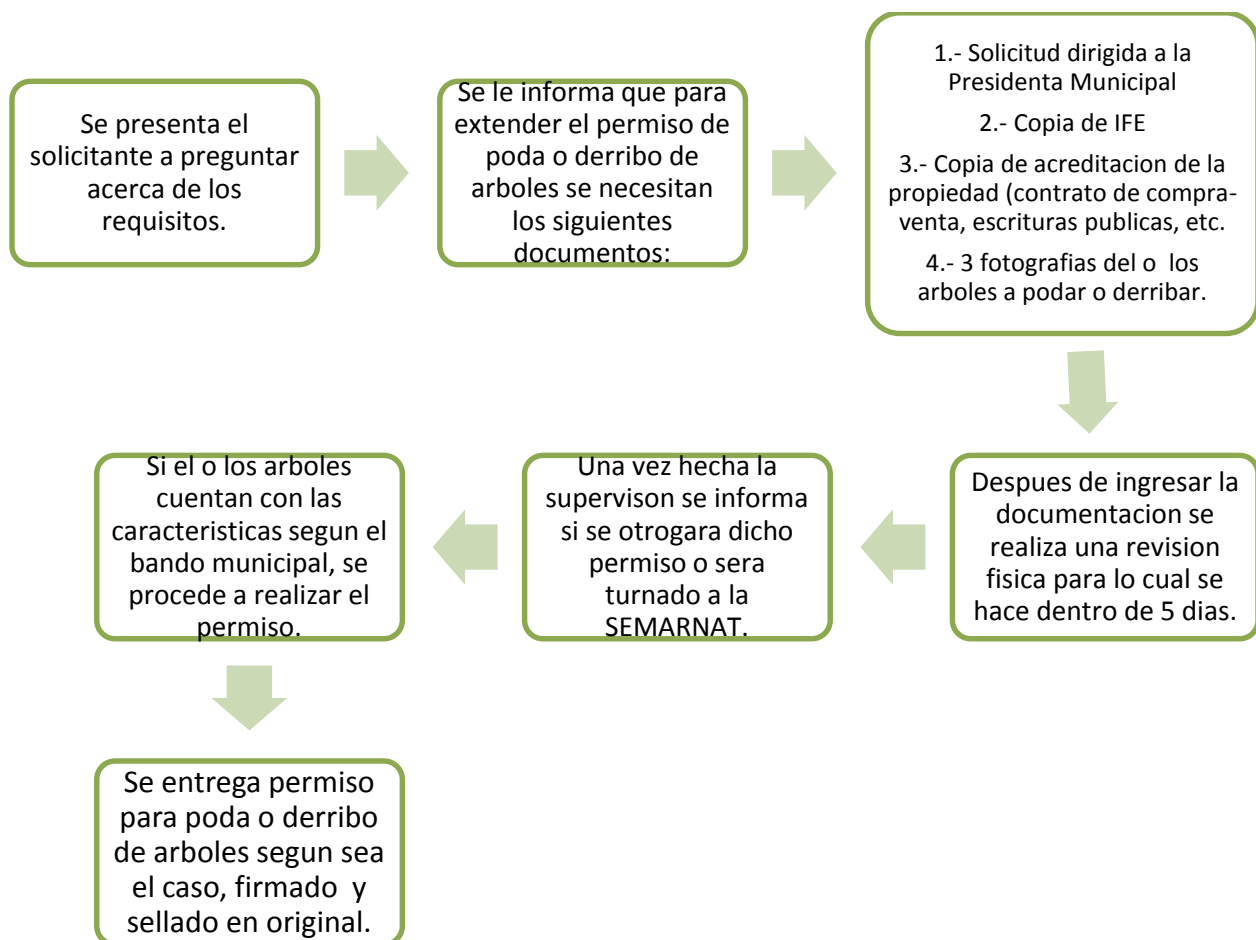 Se presenta el
solicitante a preguntar
acerca de los
requisitos.
Se le informa que para
extender el permiso de
poda o derribo de
arboles se necesitan
los siguientes
documentos:
1.- Solicitud dirigida a la
Presidenta Municipal
2.- Copia de IFE
3.- Copia de acreditacion de la
propiedad (contrato de compra-
venta, escrituras publicas, etc.
4.- 3 fotografias del o los
arboles a podar o derribar.
Despues de ingresar la
documentacion se
realiza una revision
fisica para lo cual se
hace dentro de 5 dias.
Una vez hecha la
supervison se informa
si se otrogara dicho
permiso o sera
turnado a la
SEMARNAT.
Si el o los arboles
cuentan con las
caracteristicas segun el
bando municipal, se
procede a realizar el
permiso.
Se entrega permiso
para poda o derribo
de arboles segun sea
el caso, firmado y
sellado en original.